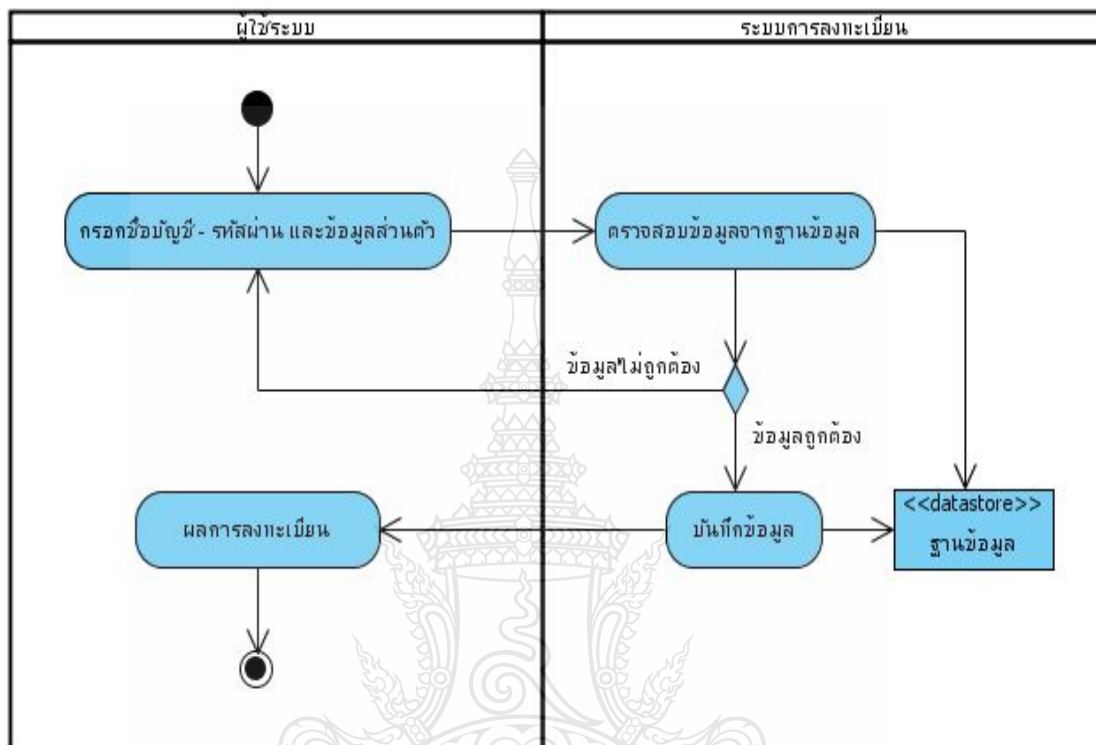 ผู้ใช้ระบบ
ระบบการลงทะเบียน
กรอกชื่อบัญชี - รหัสผ่าน และข้อมูลส่วนตัว
ตรวจสอบข้อมูลจากฐานข้อมูล
ข้อมูลไม่ถูกต้อง
ข้อมูลถูกต้อง
ผลการลงทะเบียน
บันทึกข้อมูล
<<datastore>>
ฐานข้อมูล